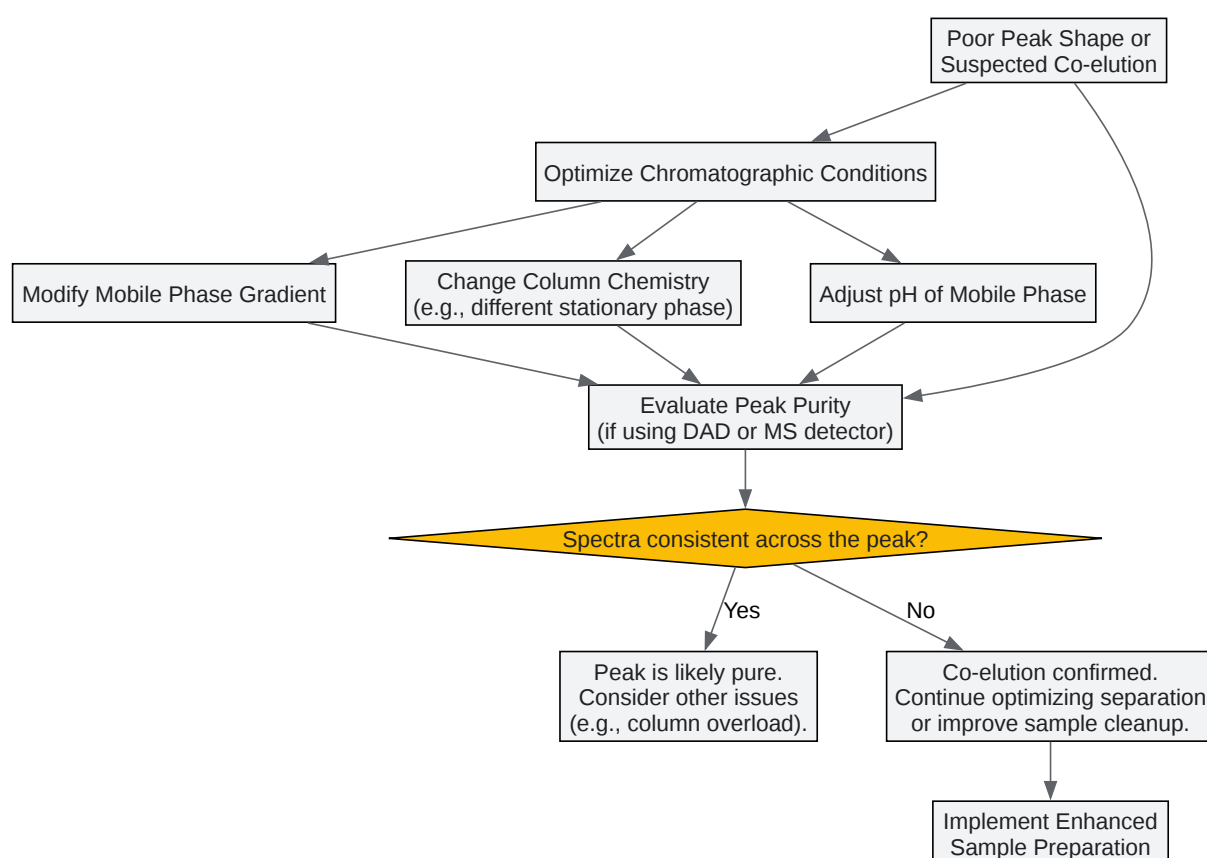 Poor Peak Shape or
Suspected Co-elution
Optimize Chromatographic Conditions
Modify Mobile Phase Gradient
Change Column Chemistry
(e.g., different stationary phase)
Adjust pH of Mobile Phase
Evaluate Peak Purity
(if using DAD or MS detector)
Spectra consistent across the peak?
Yes
No
Peak is likely pure.
Consider other issues
(e.g., column overload).
Co-elution confirmed.
Continue optimizing separation
or improve sample cleanup.
Implement Enhanced
Sample Preparation